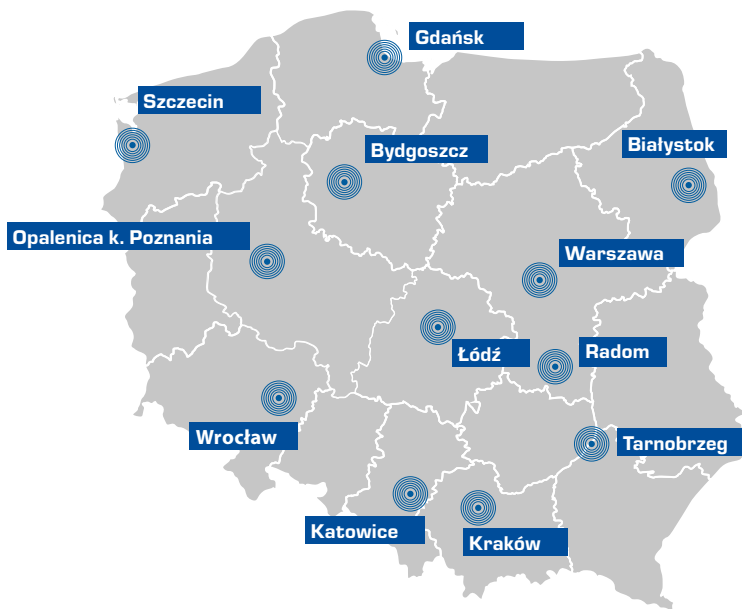 Gdańsk
Szczecin
Bydgoszcz
Białystok
Opalenica k. Poznania
Warszawa
Łódź
Radom
Wrocław
Tarnobrzeg
Katowice
Kraków